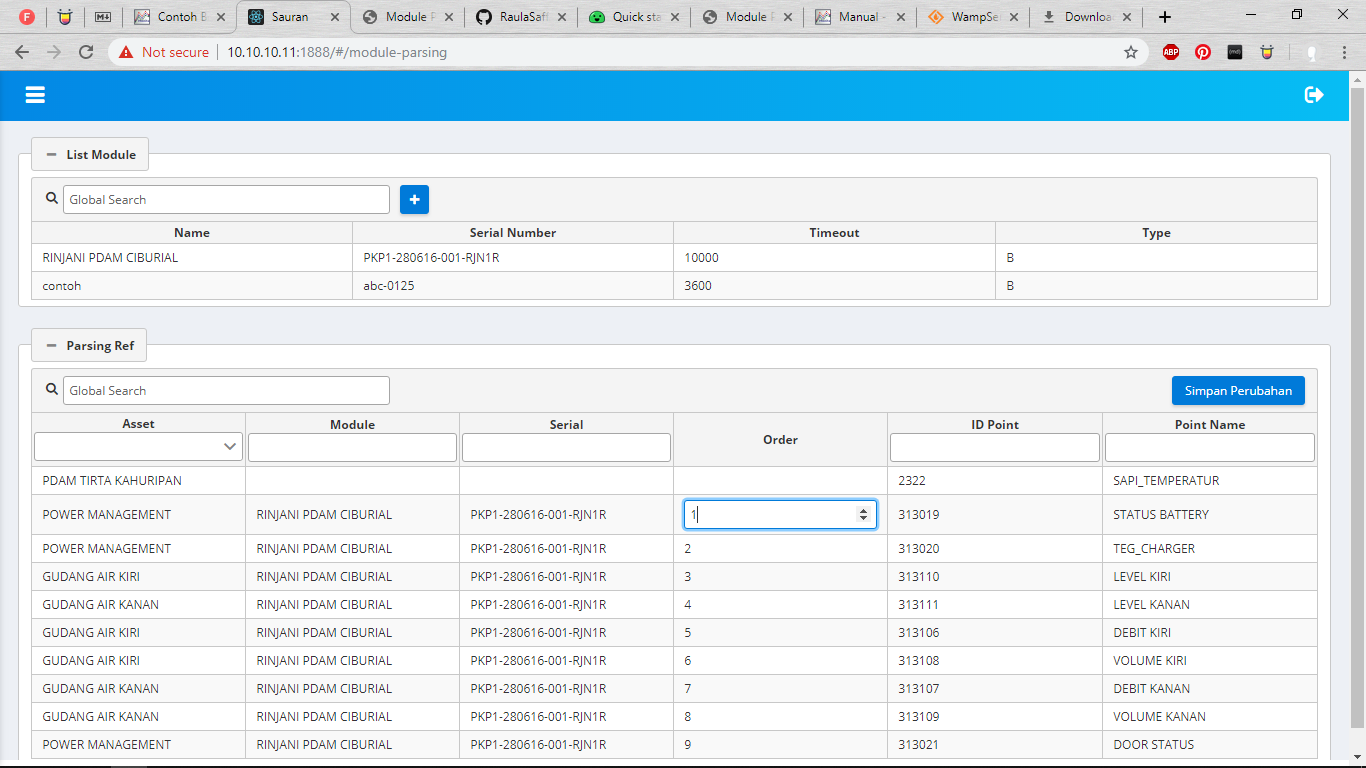 Contoh B
Sauran
Module P
RaulaSaf
Quick sta
Module P
Manual -
WampSe
Downloa
Not secure
10.10.10.11:1888/#/module-parsing
ABP
List Module
Global Search
Name Serial Number Timeout Type
RINJANI PDAM CIBURIAL PKP1-280616-001-RJN1R 10000 B
contoh abc-0125 3600 B
Parsing Ref
Global Search
Simpan Perubahan
Asset Module Serial Order ID Point Point Name
PDAM TIRTA KAHURIPAN 2322 SAPI_TEMPERATUR
POWER MANAGEMENT RINJANI PDAM CIBURIAL PKP1-280616-001-RJN1R 1 313019 STATUS BATTERY
POWER MANAGEMENT RINJANI PDAM CIBURIAL PKP1-280616-001-RJN1R 2 313020 TEG_CHARGER
GUDANG AIR KIRI RINJANI PDAM CIBURIAL PKP1-280616-001-RJN1R 3 313110 LEVEL KIRI
GUDANG AIR KANAN RINJANI PDAM CIBURIAL PKP1-280616-001-RJN1R 4 313111 LEVEL KANAN
GUDANG AIR KIRI RINJANI PDAM CIBURIAL PKP1-280616-001-RJN1R 5 313106 DEBIT KIRI
GUDANG AIR KIRI RINJANI PDAM CIBURIAL PKP1-280616-001-RJN1R 6 313108 VOLUME KIRI
GUDANG AIR KANAN RINJANI PDAM CIBURIAL PKP1-280616-001-RJN1R 7 313107 DEBIT KANAN
GUDANG AIR KANAN RINJANI PDAM CIBURIAL PKP1-280616-001-RJN1R 8 313109 VOLUME KANAN
POWER MANAGEMENT RINJANI PDAM CIBURIAL PKP1-280616-001-RJN1R 9 313021 DOOR STATUS